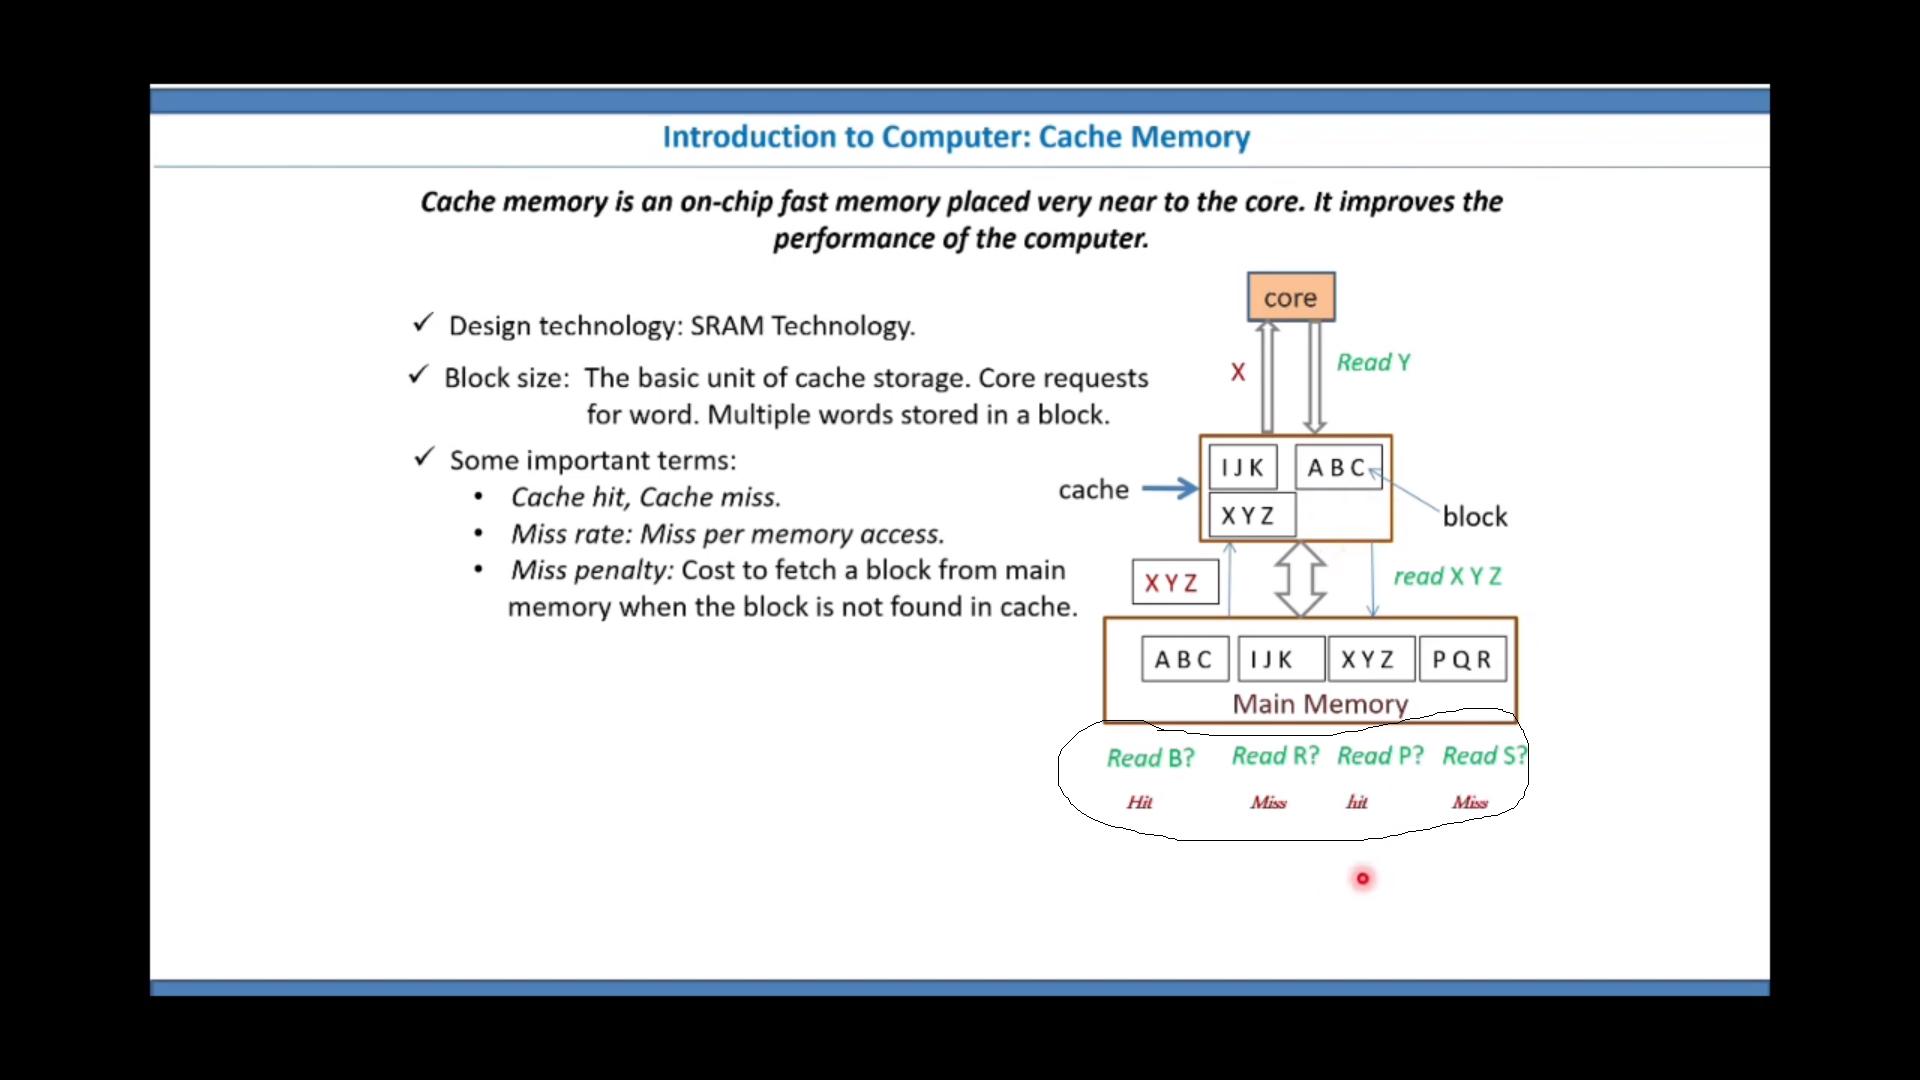 Introduction to Computer: Cache Memory
Cache memory is an on-chip fast memory placed very near to the core. It improves the
performance of the computer.
✓ Design technology: SRAM Technology.
✓ Block size: The basic unit of cache storage. Core requests
for word. Multiple words stored in a block.
✓ Some important terms:
• Cache hit, Cache miss.
• Miss rate: Miss per memory access.
• Miss penalty: Cost to fetch a block from main
memory when the block is not found in cache.
core
X
Read Y
I J K
A B C
cache
X Y Z
block
X Y Z
read X Y Z
A B C
I J K
X Y Z
P Q R
Main Memory
Read B?
Read R?
Read P?
Read S?
Hit
Miss
hit
Miss